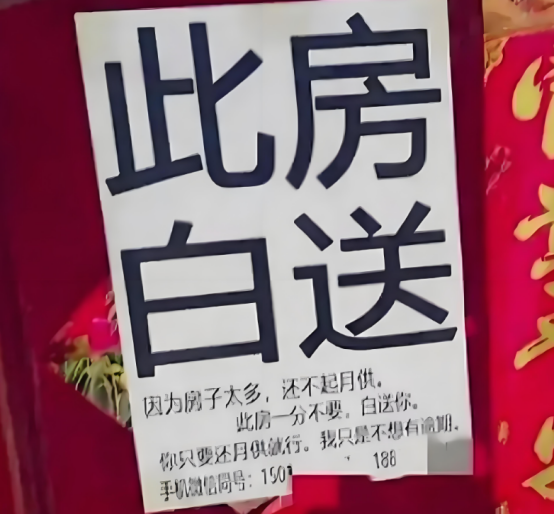 此房
白送
因为房子太多，还不起月供。
此房一分不要。白送你。
你只要还月供就行。我只是不想有逾期。
手机微信同号：1501 188